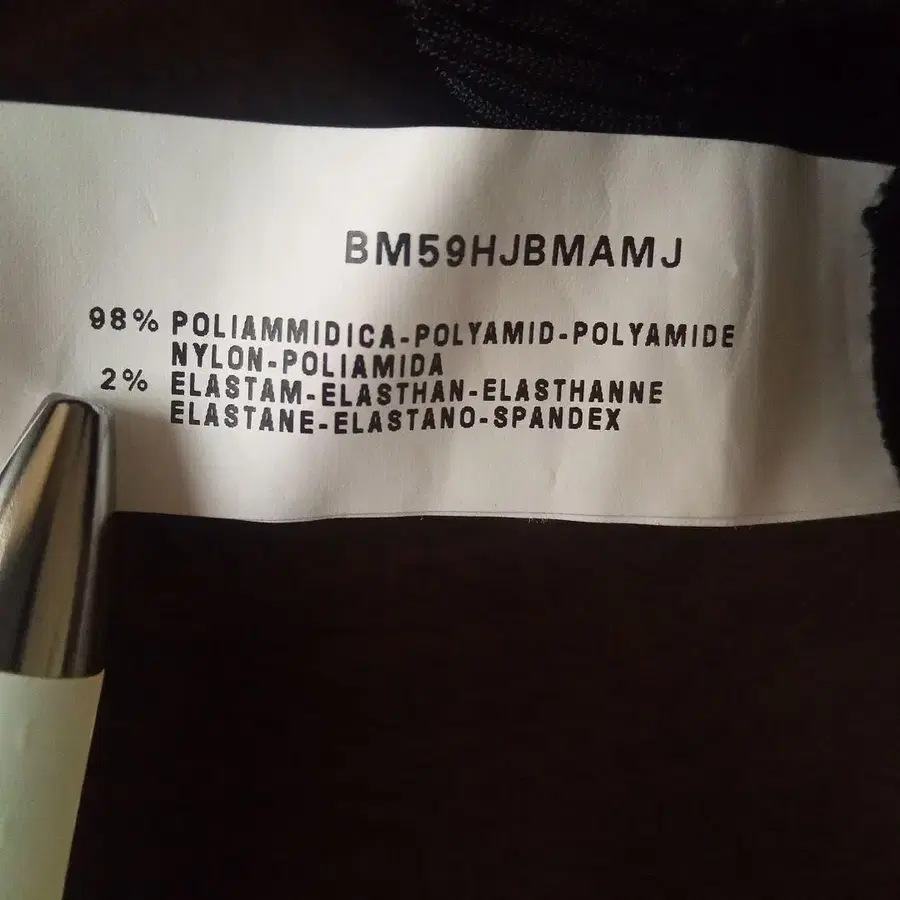 BM59HJBMAMJ
98% POLIAMMIDICA-POLYAMID-POLYAMIDE
NYLON-POLIAMIDA
2% ELASTAM-ELASTHAN-ELASTHANNE
ELASTANE-ELASTANO-SPANDEX